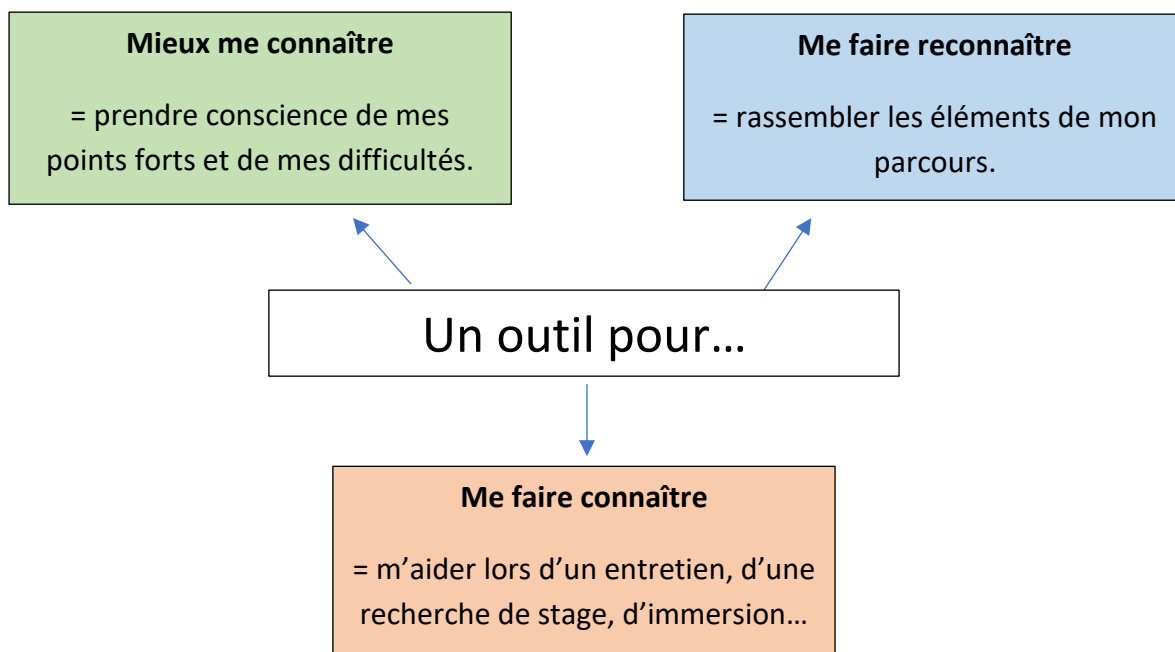 Mieux me connaître
= prendre conscience de mes
points forts et de mes difficultés.
Me faire reconnaître
= rassembler les éléments de mon
parcours.
Un outil pour…
Me faire connaître
= m’aider lors d’un entretien, d’une
recherche de stage, d’immersion…